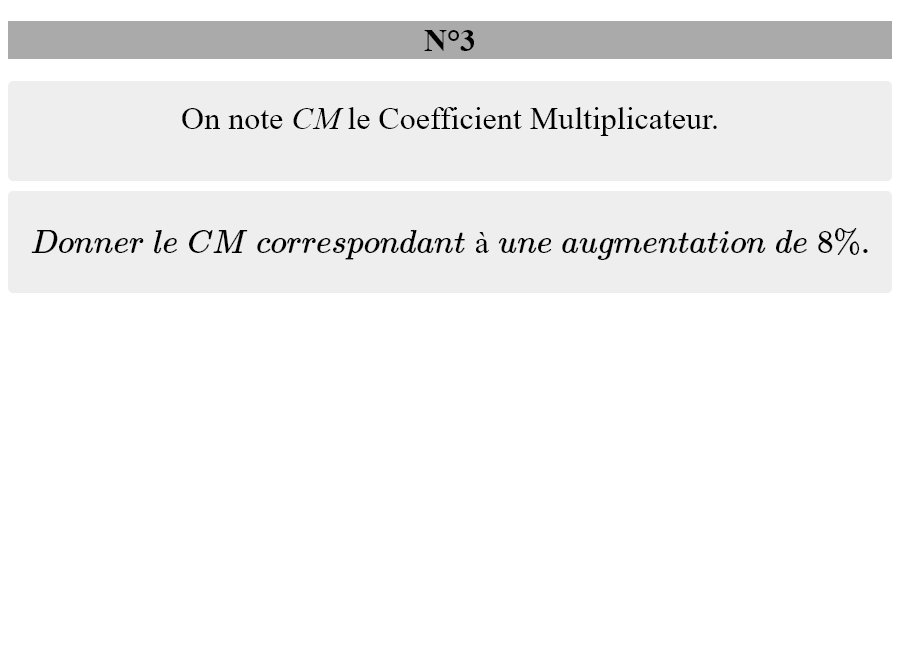 N°3
On note CM le Coefficient Multiplicateur.
Donner le CM correspondant à une augmentation de 8%.